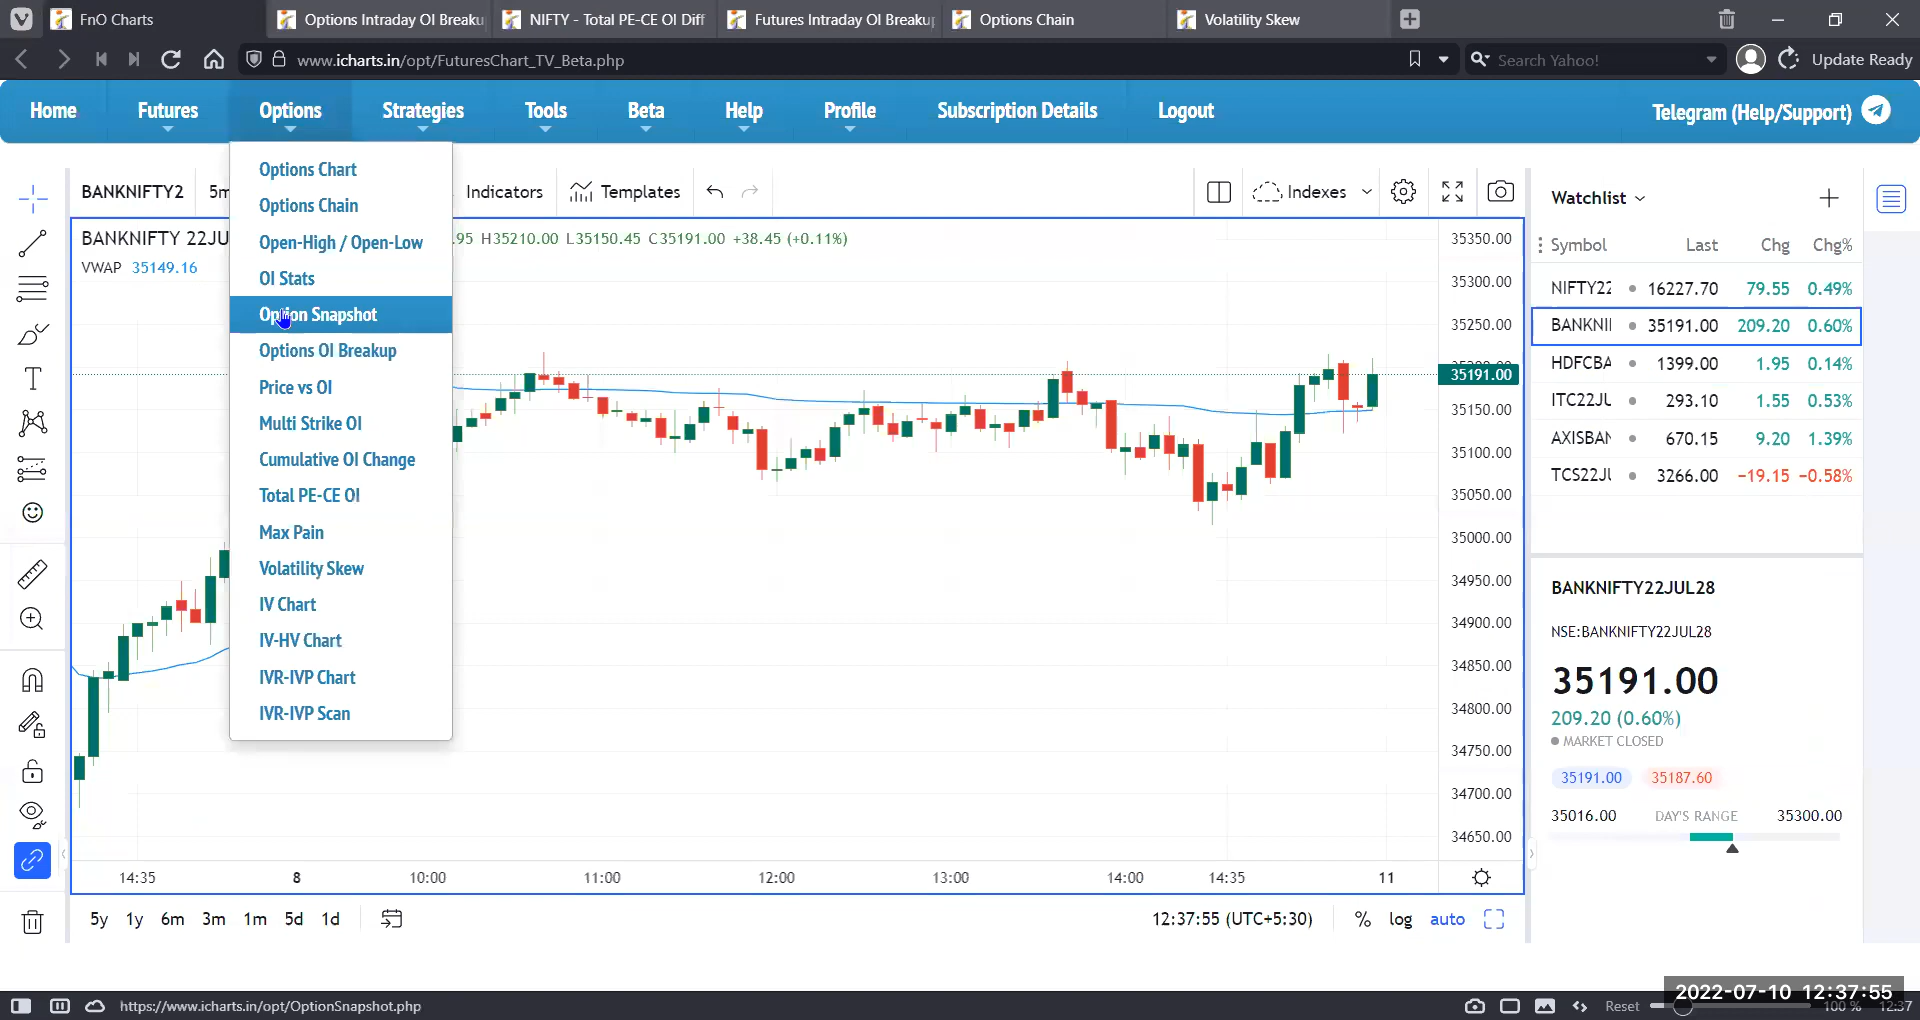 FnO Charts
Options Intraday OI Breaku
NIFTY - Total PE-CE OI Diff
Futures Intraday OI Breaku
Options Chain
Volatility Skew
www.icharts.in/opt/FuturesChart_TV_Beta.php
Search Yahoo!
Update Ready
Home
Futures
Options
Strategies
Tools
Beta
Help
Profile
Subscription Details
Logout
Telegram (Help/Support)
Options Chart
Options Chain
Open-High / Open-Low
OI Stats
Option Snapshot
Options OI Breakup
Price vs OI
Multi Strike OI
Cumulative OI Change
Total PE-CE OI
Max Pain
Volatility Skew
IV Chart
IV-HV Chart
IVR-IVP Chart
IVR-IVP Scan
BANKNIFTY2
5m
Indicators
Templates
Indexes
BANKNIFTY 22JU
.95 H35210.00 L35150.45 C35191.00 +38.45 (+0.11%)
VWAP 35149.16
35350.00
35300.00
35250.00
35191.00
35150.00
35100.00
35050.00
35000.00
34950.00
34900.00
34850.00
34800.00
34750.00
34700.00
34650.00
14:35
8
10:00
11:00
12:00
13:00
14:00
14:35
11
5y 1y 6m 3m 1m 5d 1d
12:37:55 (UTC+5:30)
% log auto
Watchlist
Symbol Last Chg Chg%
NIFTY22 16227.70 79.55 0.49%
BANKNI 35191.00 209.20 0.60%
HDFCBA 1399.00 1.95 0.14%
ITC22JU 293.10 1.55 0.53%
AXISBAN 670.15 9.20 1.39%
TCS22JU 3266.00 −19.15 −0.58%
BANKNIFTY22JUL28
NSE:BANKNIFTY22JUL28
35191.00
209.20 (0.60%)
MARKET CLOSED
35191.00 35187.60
35016.00 DAY'S RANGE 35300.00
https://www.icharts.in/opt/OptionSnapshot.php
Reset
2022-07-10 12:37:55
100 %
12:37